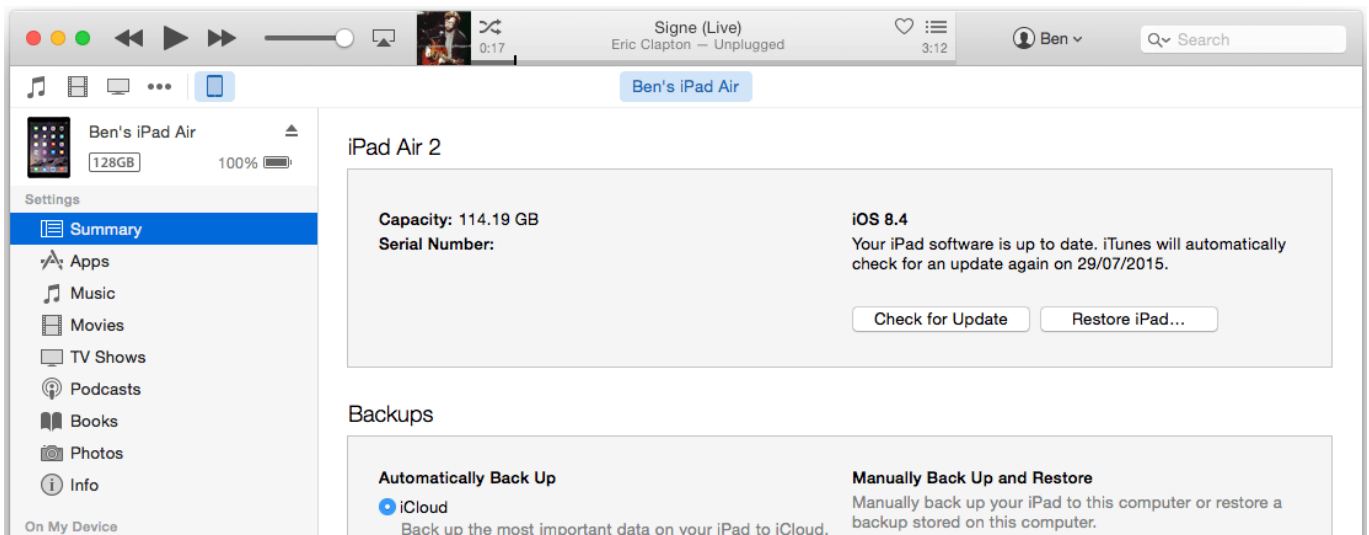 Signe (Live)
0:17
Eric Clapton — Unplugged
3:12
Ben
Search
Ben's iPad Air
Ben's iPad Air
128GB
100%
Settings
Summary
Apps
Music
Movies
TV Shows
Podcasts
Books
Photos
Info
On My Device
iPad Air 2
Capacity: 114.19 GB
Serial Number:
iOS 8.4
Your iPad software is up to date. iTunes will automatically
check for an update again on 29/07/2015.
Check for Update
Restore iPad...
Backups
Automatically Back Up
iCloud
Back up the most important data on your iPad to iCloud.
Manually Back Up and Restore
Manually back up your iPad to this computer or restore a
backup stored on this computer.